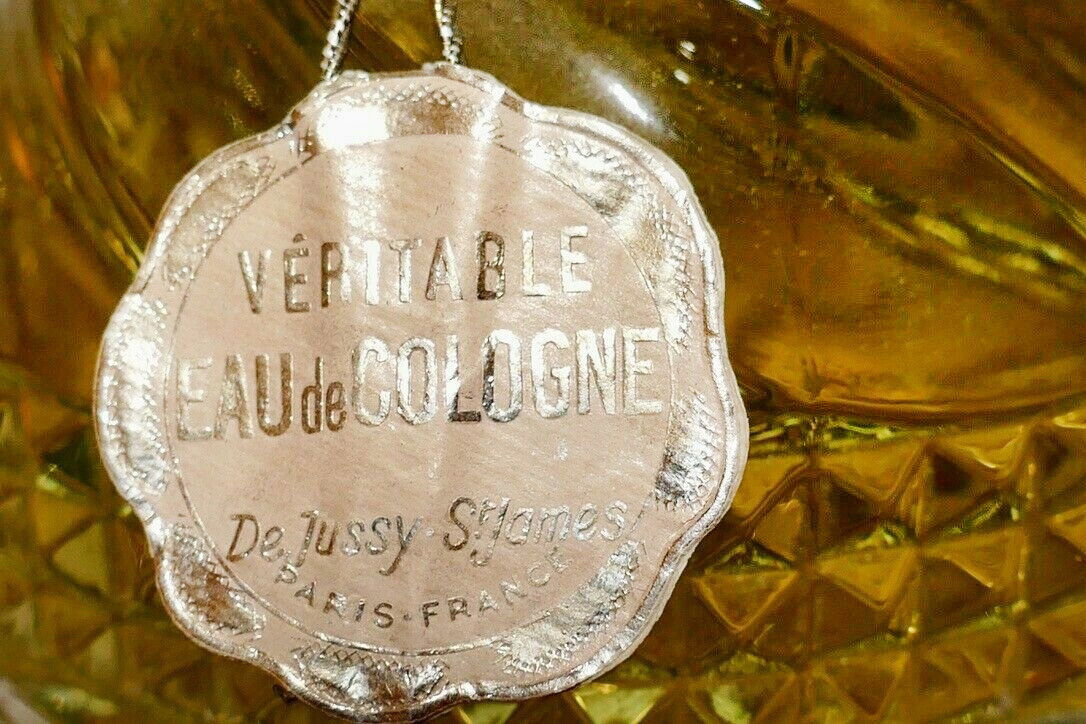 VÉRITABLE
EAU de COLOGNE
De Jussy-St James
PARIS-FRANCE